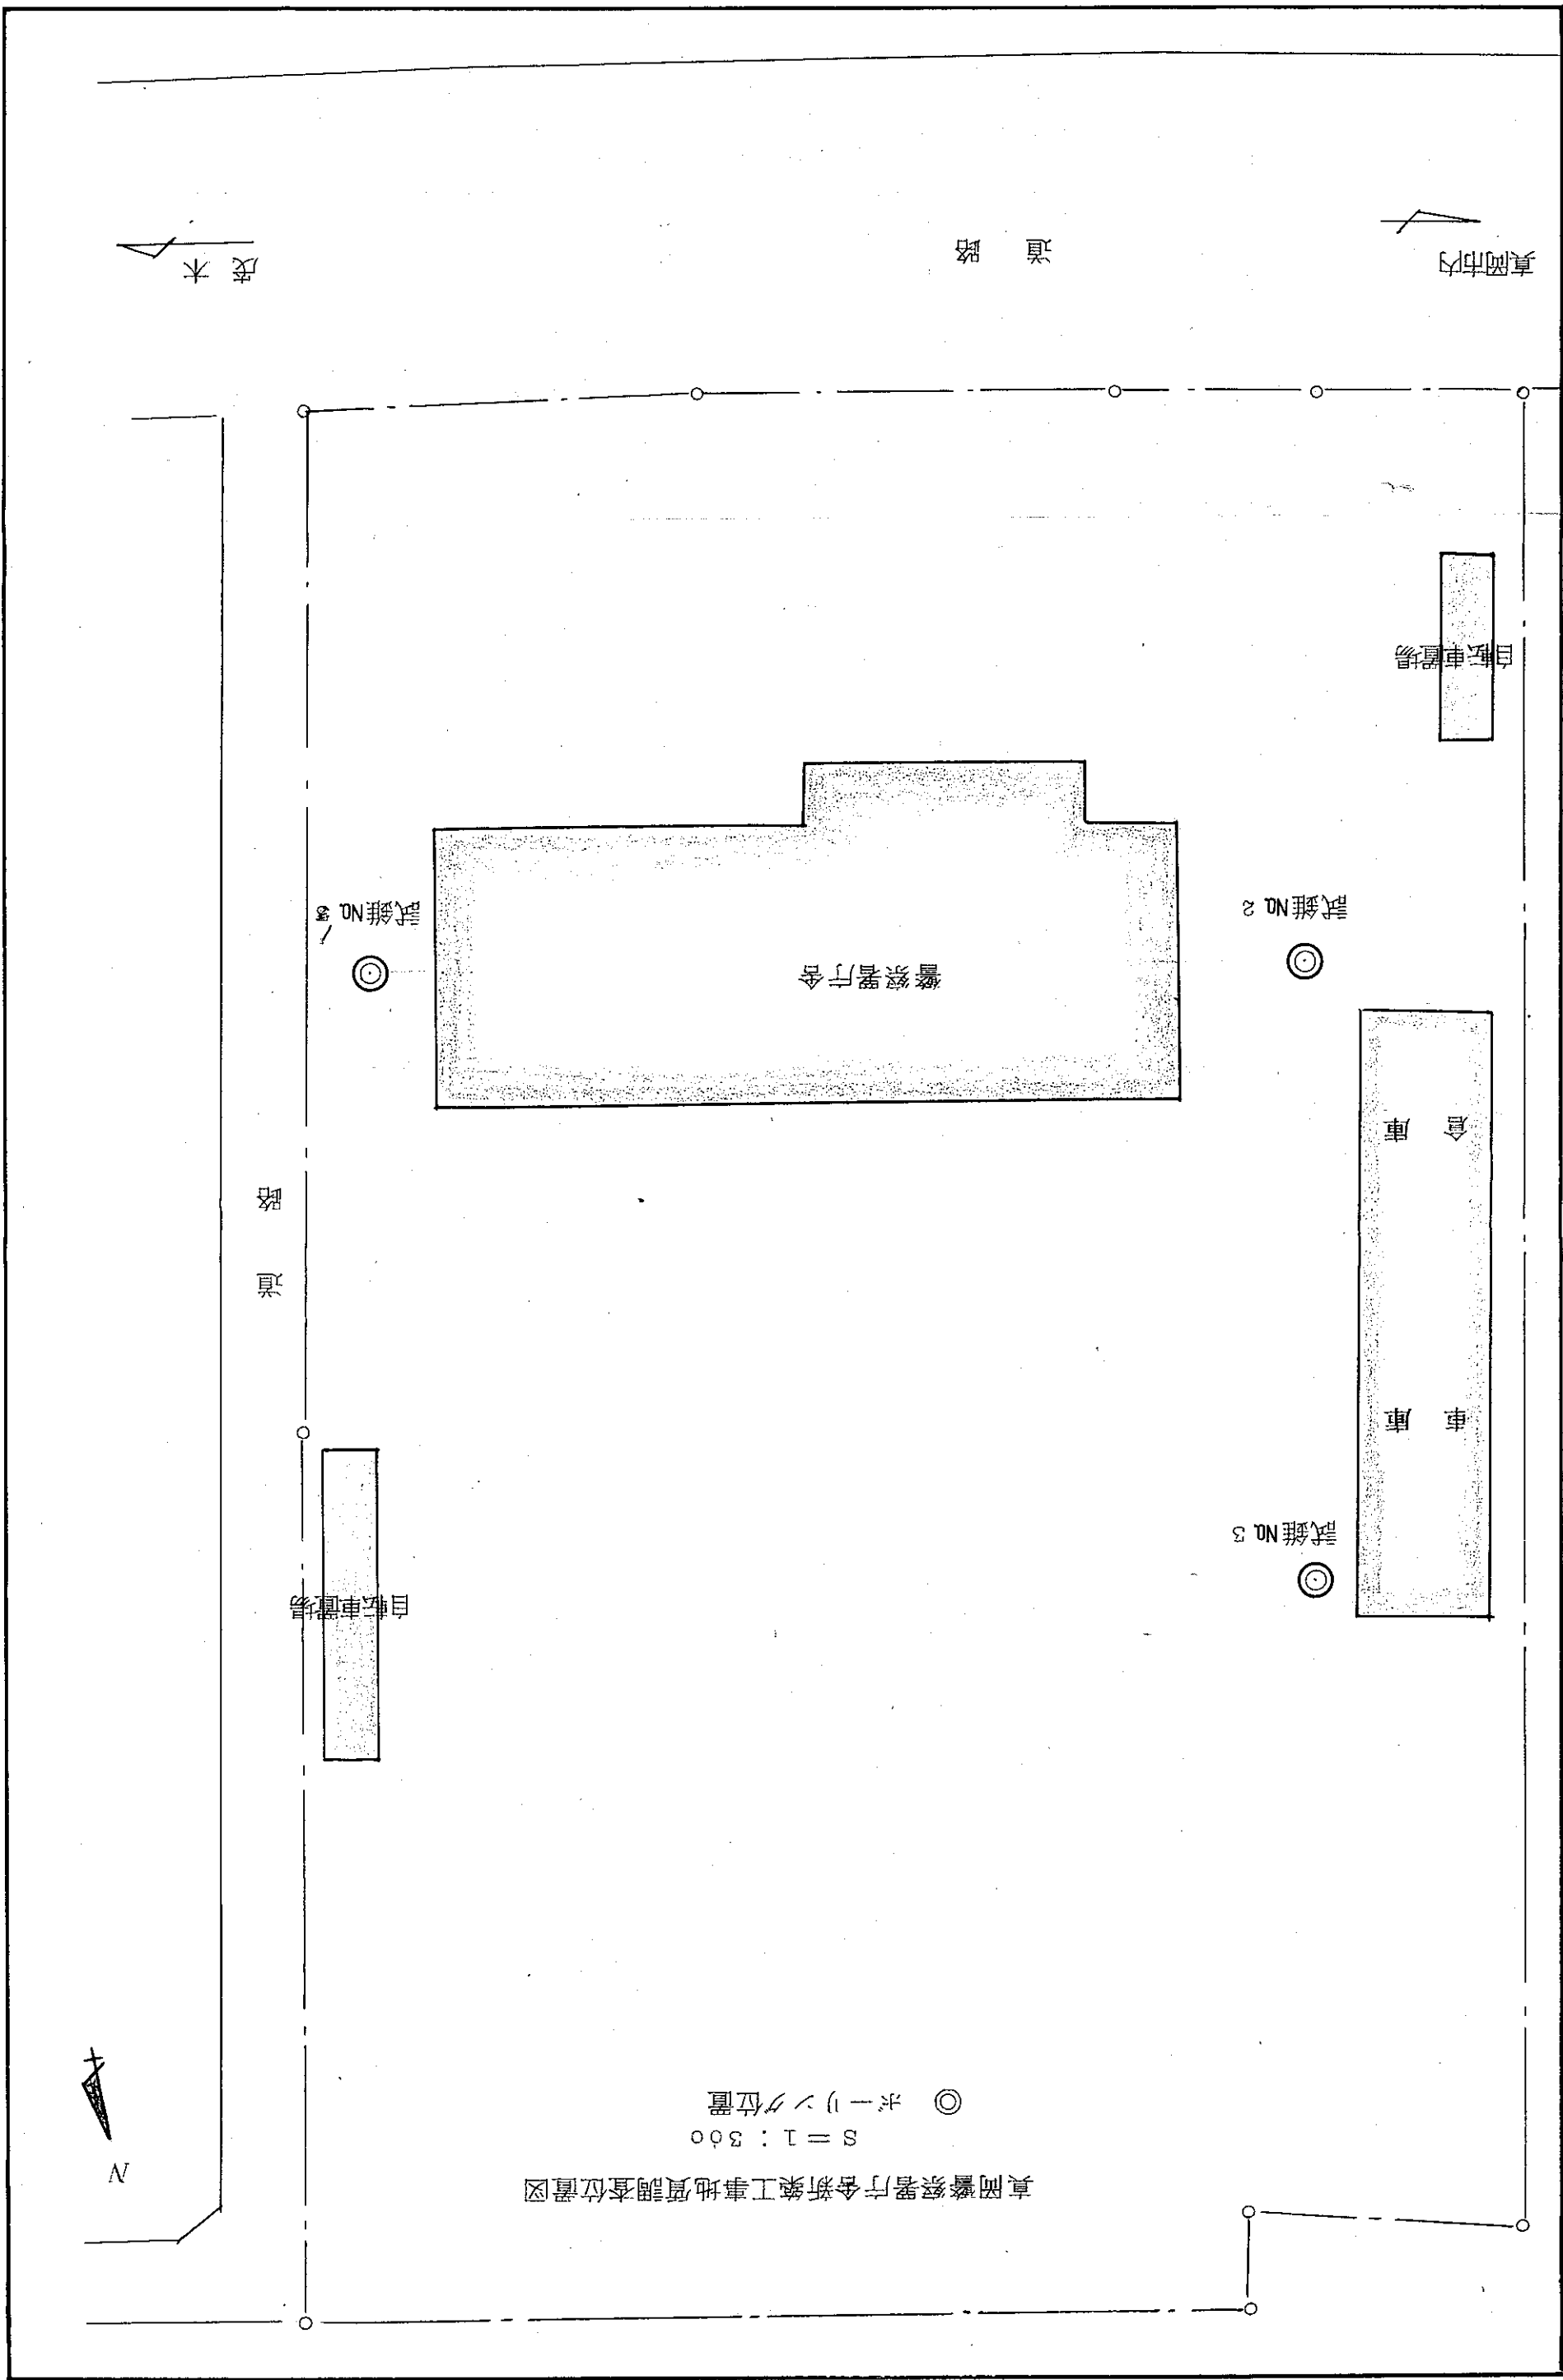 真岡警察署庁舎新築工事地質調査位置図
S=1:300
◎ ボーリング位置
N
試錐№3
自転車置場
車庫
倉庫
道路
警察署庁舎
試錐№2
試錐№1
自転車置場
真岡市内
道路
茂木